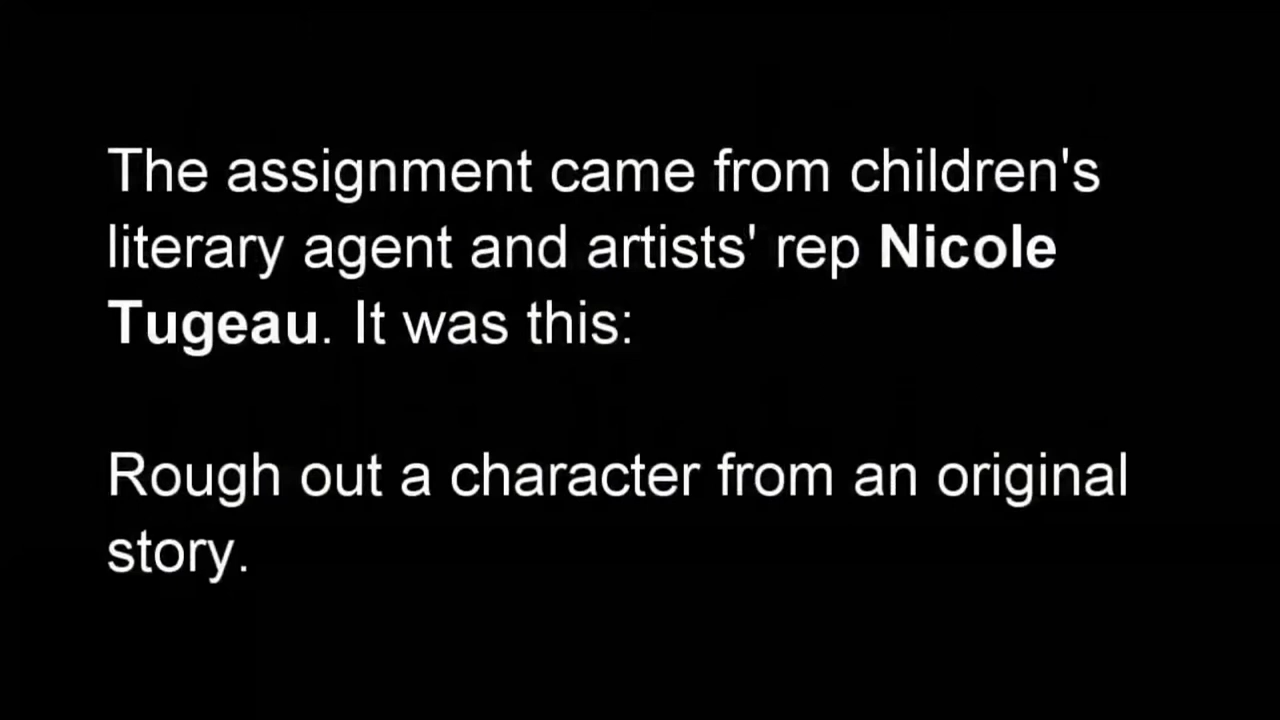 The assignment came from children's
literary agent and artists' rep Nicole
Tugeau. It was this:
Rough out a character from an original
story.